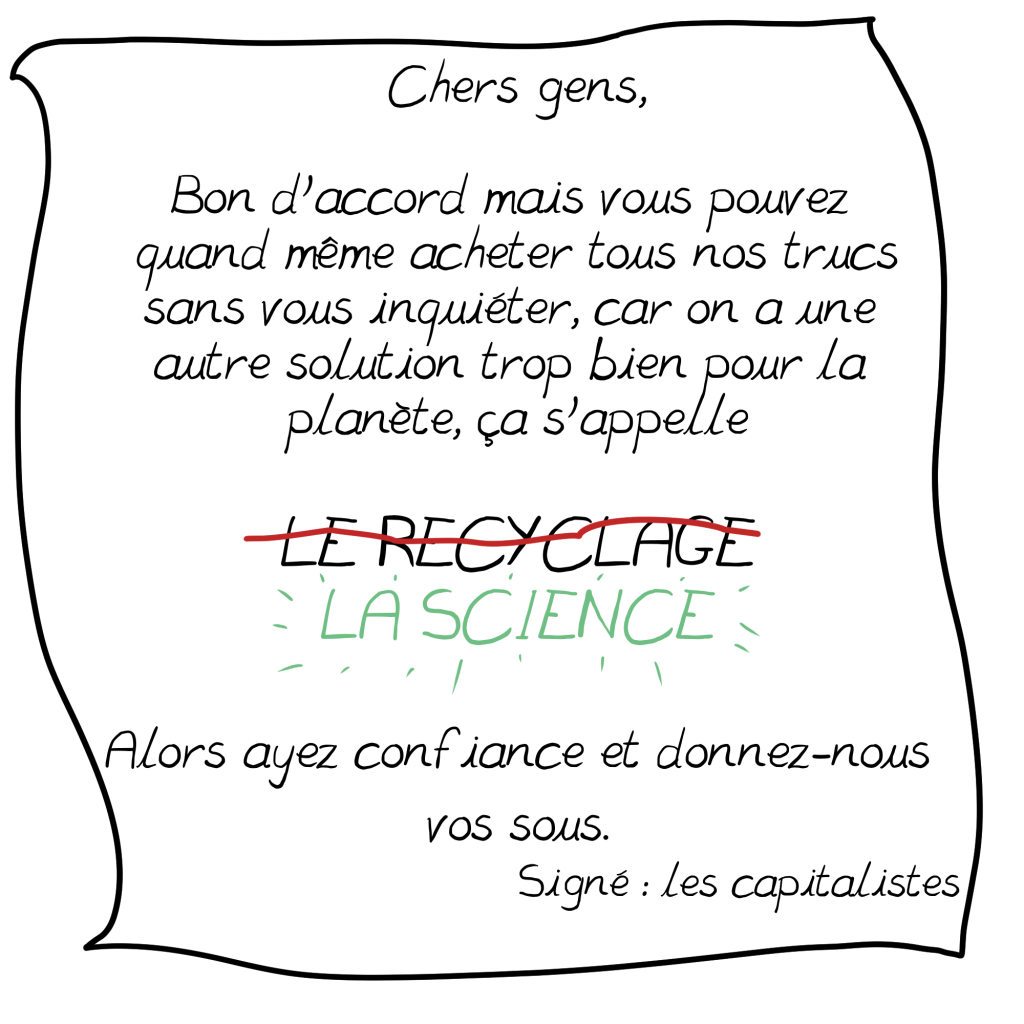 Chers gens,
Bon d'accord mais vous pouvez
quand même acheter tous nos trucs
sans vous inquiéter, car on a une
autre solution trop bien pour la
planète, ça s'appelle
LE RECYCLAGE
LA SCIENCE
Alors ayez confiance et donnez-nous
vos sous.
Signé : les capitalistes